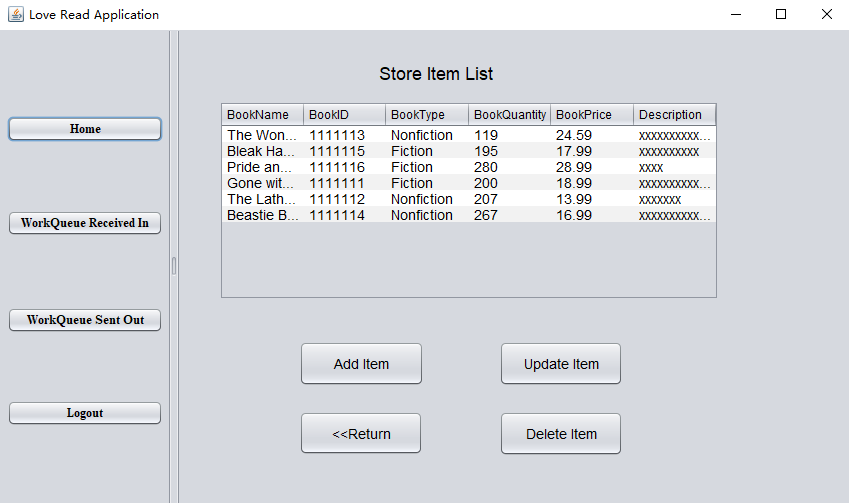 Love Read Application
Store Item List
Home
WorkQueue Received In
WorkQueue Sent Out
Logout
BookName BookID BookType BookQuantity BookPrice Description
The Won... 1111113 Nonfiction 119 24.59 xxxxxxxxxx...
Bleak Ha... 1111115 Fiction 195 17.99 xxxxxxxxxx
Pride an... 1111116 Fiction 280 28.99 xxxx
Gone wit... 1111111 Fiction 200 18.99 xxxxxxxxxx...
The Lath... 1111112 Nonfiction 207 13.99 xxxxxxx
Beastie B... 1111114 Nonfiction 267 16.99 xxxxxxxxxx...
Add Item Update Item
<<Return Delete Item